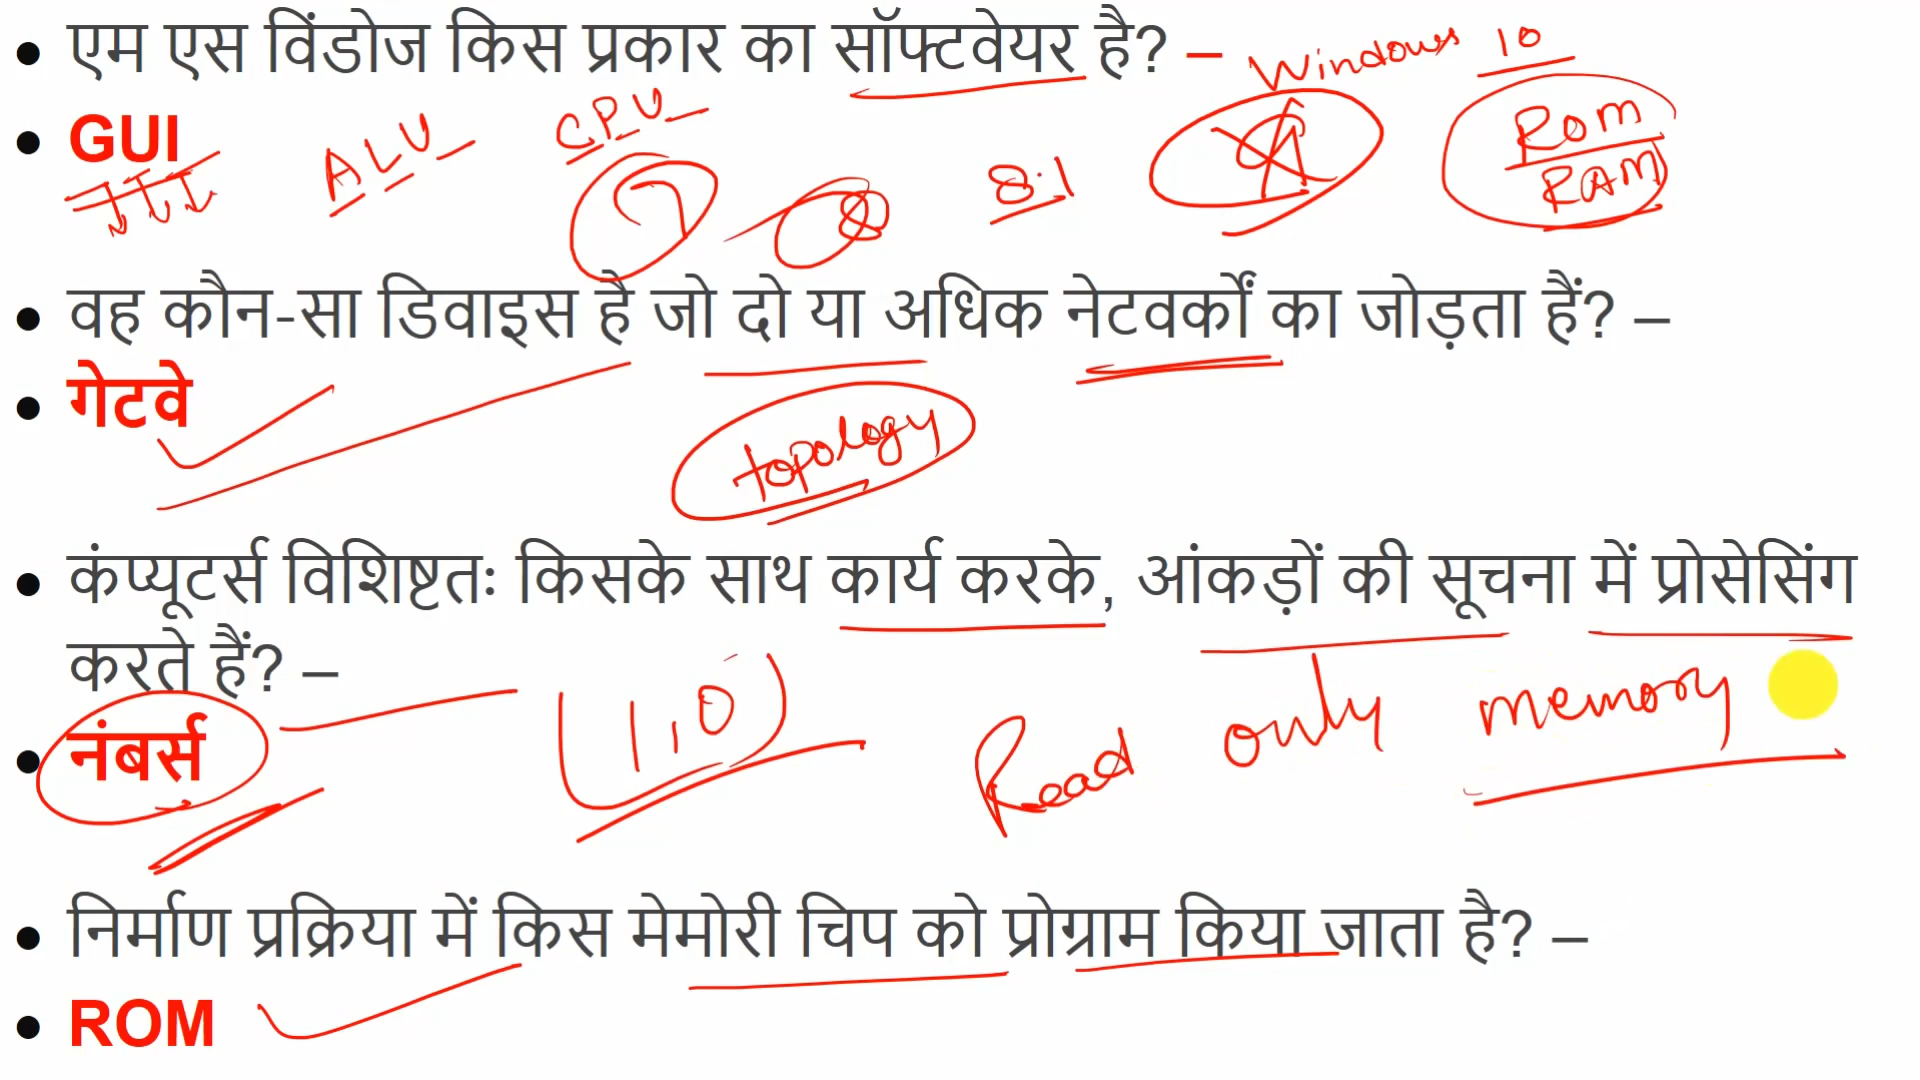 • एम एस विंडोज किस प्रकार का सॉफ्टवेयर है? – Windows 10
• GUI
ALU CPU 8:1 Rom
RAM
• वह कौन-सा डिवाइस है जो दो या अधिक नेटवर्कों का जोड़ता हैं? –
• गेटवे
topology
• कंप्यूटर्स विशिष्टतः किसके साथ कार्य करके, आंकड़ों की सूचना में प्रोसेसिंग
करते हैं? –
• नंबर्स (1,0) Read only memory
• निर्माण प्रक्रिया में किस मेमोरी चिप को प्रोग्राम किया जाता है? –
• ROM